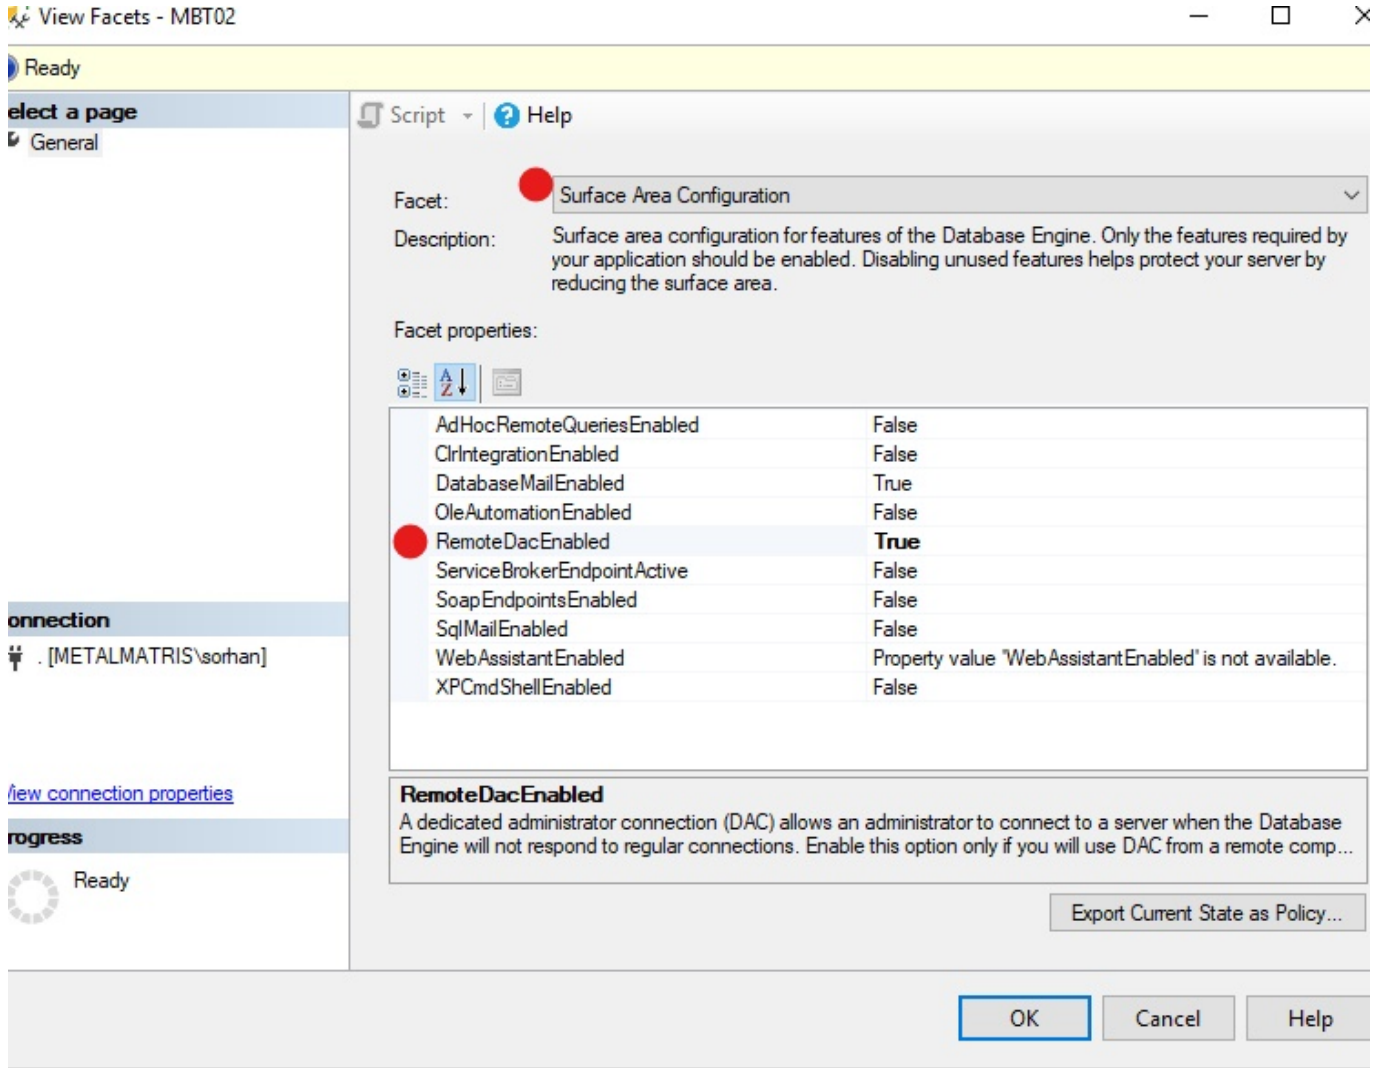 View Facets - MBT02
Ready
elect a page
General
Script
Help
Facet:
Surface Area Configuration
Description:
Surface area configuration for features of the Database Engine. Only the features required by
your application should be enabled. Disabling unused features helps protect your server by
reducing the surface area.
Facet properties:
AdHocRemoteQueriesEnabled False
ClrIntegrationEnabled False
DatabaseMailEnabled True
OleAutomationEnabled False
RemoteDacEnabled True
ServiceBrokerEndpointActive False
SoapEndpointsEnabled False
SqlMailEnabled False
WebAssistantEnabled Property value 'WebAssistantEnabled' is not available.
XPCmdShellEnabled False
onnection
. [METALMATRIS\sorhan]
View connection properties
rogress
Ready
RemoteDacEnabled
A dedicated administrator connection (DAC) allows an administrator to connect to a server when the Database
Engine will not respond to regular connections. Enable this option only if you will use DAC from a remote comp...
Export Current State as Policy...
OK
Cancel
Help